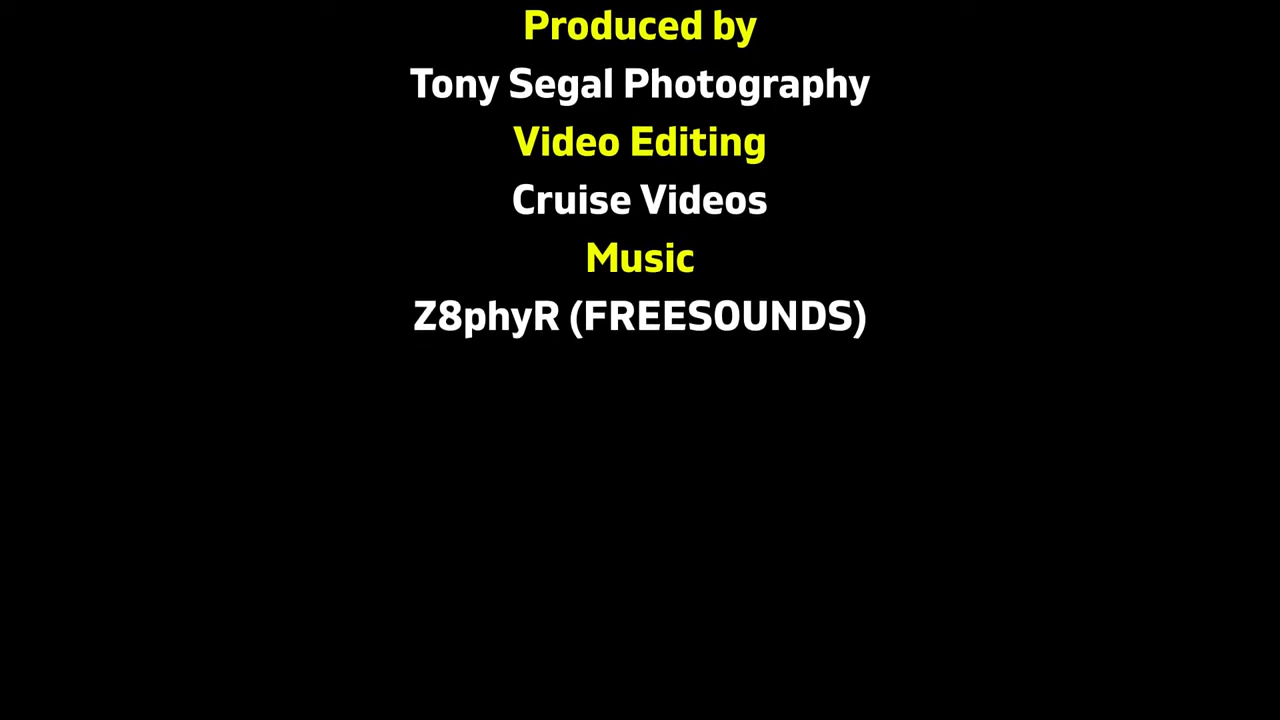 Produced by
Tony Segal Photography
Video Editing
Cruise Videos
Music
Z8phyR (FREESOUNDS)